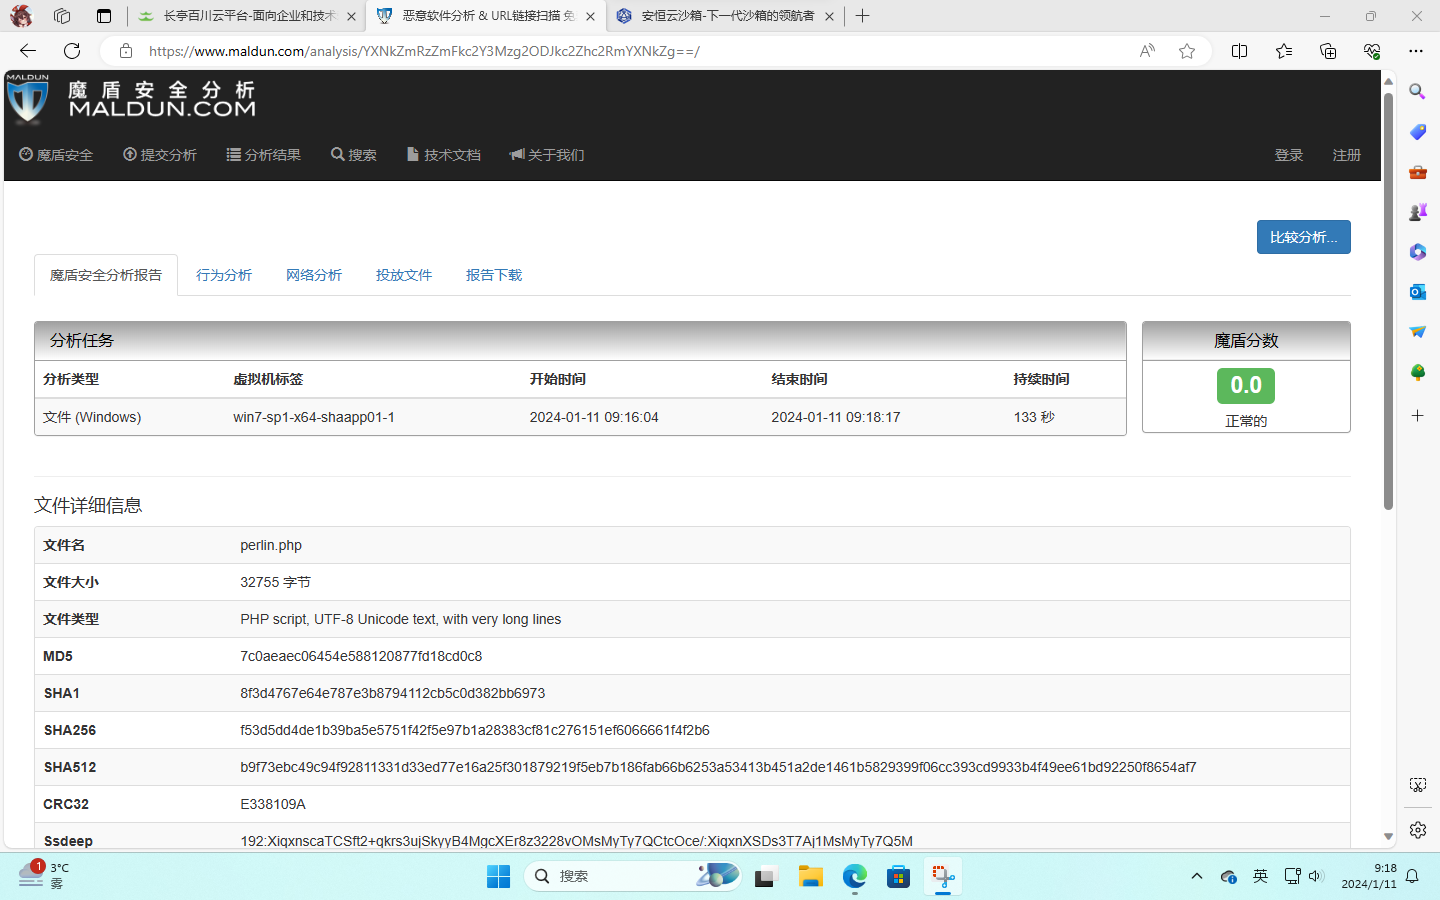 长亭百川云平台-面向企业和技术
恶意软件分析 & URL链接扫描 免
安恒云沙箱-下一代沙箱的领航者
https://www.maldun.com/analysis/YXNkZmRzZmFkc2Y3Mzg2ODJkc2Zhc2RmYXNkZg==/
MALDUN
魔盾安全分析
MALDUN.COM
魔盾安全
提交分析
分析结果
搜索
技术文档
关于我们
登录
注册
比较分析...
魔盾安全分析报告
行为分析
网络分析
投放文件
报告下载
分析任务
魔盾分数
分析类型 虚拟机标签 开始时间 结束时间 持续时间
文件 (Windows) win7-sp1-x64-shaapp01-1 2024-01-11 09:16:04 2024-01-11 09:18:17 133 秒
0.0
正常的
文件详细信息
文件名 perlin.php
文件大小 32755 字节
文件类型 PHP script, UTF-8 Unicode text, with very long lines
MD5 7c0aeaec06454e588120877fd18cd0c8
SHA1 8f3d4767e64e787e3b8794112cb5c0d382bb6973
SHA256 f53d5dd4de1b39ba5e5751f42f5e97b1a28383cf81c276151ef6066661f4f2b6
SHA512 b9f73ebc49c94f92811331d33ed77e16a25f301879219f5eb7b186fab66b6253a53413b451a2de1461b5829399f06cc393cd9933b4f49ee61bd92250f8654af7
CRC32 E338109A
Ssdeep 192:XiqxnscaTCSft2+qkrs3ujSkyyB4MgcXEr8z3228vOMsMyTy7QCtcOce/:XiqxnXSDs3T7Aj1MsMyTy7Q5M
1
3°C
雾
搜索
英
9:18
2024/1/11